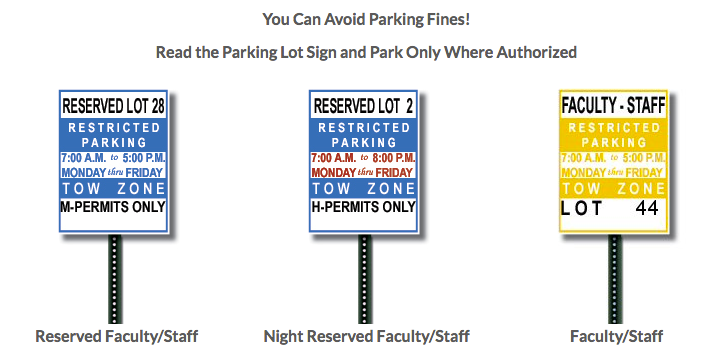 You Can Avoid Parking Fines!
Read the Parking Lot Sign and Park Only Where Authorized
RESERVED LOT 28
RESTRICTED
PARKING
7:00 A.M. to 5:00 P.M.
MONDAY thru FRIDAY
TOW ZONE
M-PERMITS ONLY
Reserved Faculty/Staff
RESERVED LOT 2
RESTRICTED
PARKING
7:00 A.M. to 8:00 P.M.
MONDAY thru FRIDAY
TOW ZONE
H-PERMITS ONLY
Night Reserved Faculty/Staff
FACULTY - STAFF
RESTRICTED
PARKING
7:00 A.M. to 5:00 P.M.
MONDAY thru FRIDAY
TOW ZONE
LOT 44
Faculty/Staff